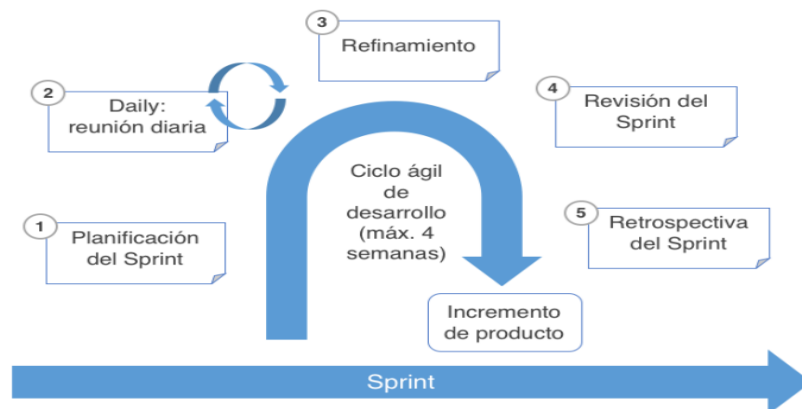 1
Planificación
del Sprint
2
Daily:
reunión diaria
3
Refinamiento
4
Revisión del
Sprint
5
Retrospectiva
del Sprint
Ciclo ágil
de
desarrollo
(máx. 4
semanas)
Incremento
de producto
Sprint